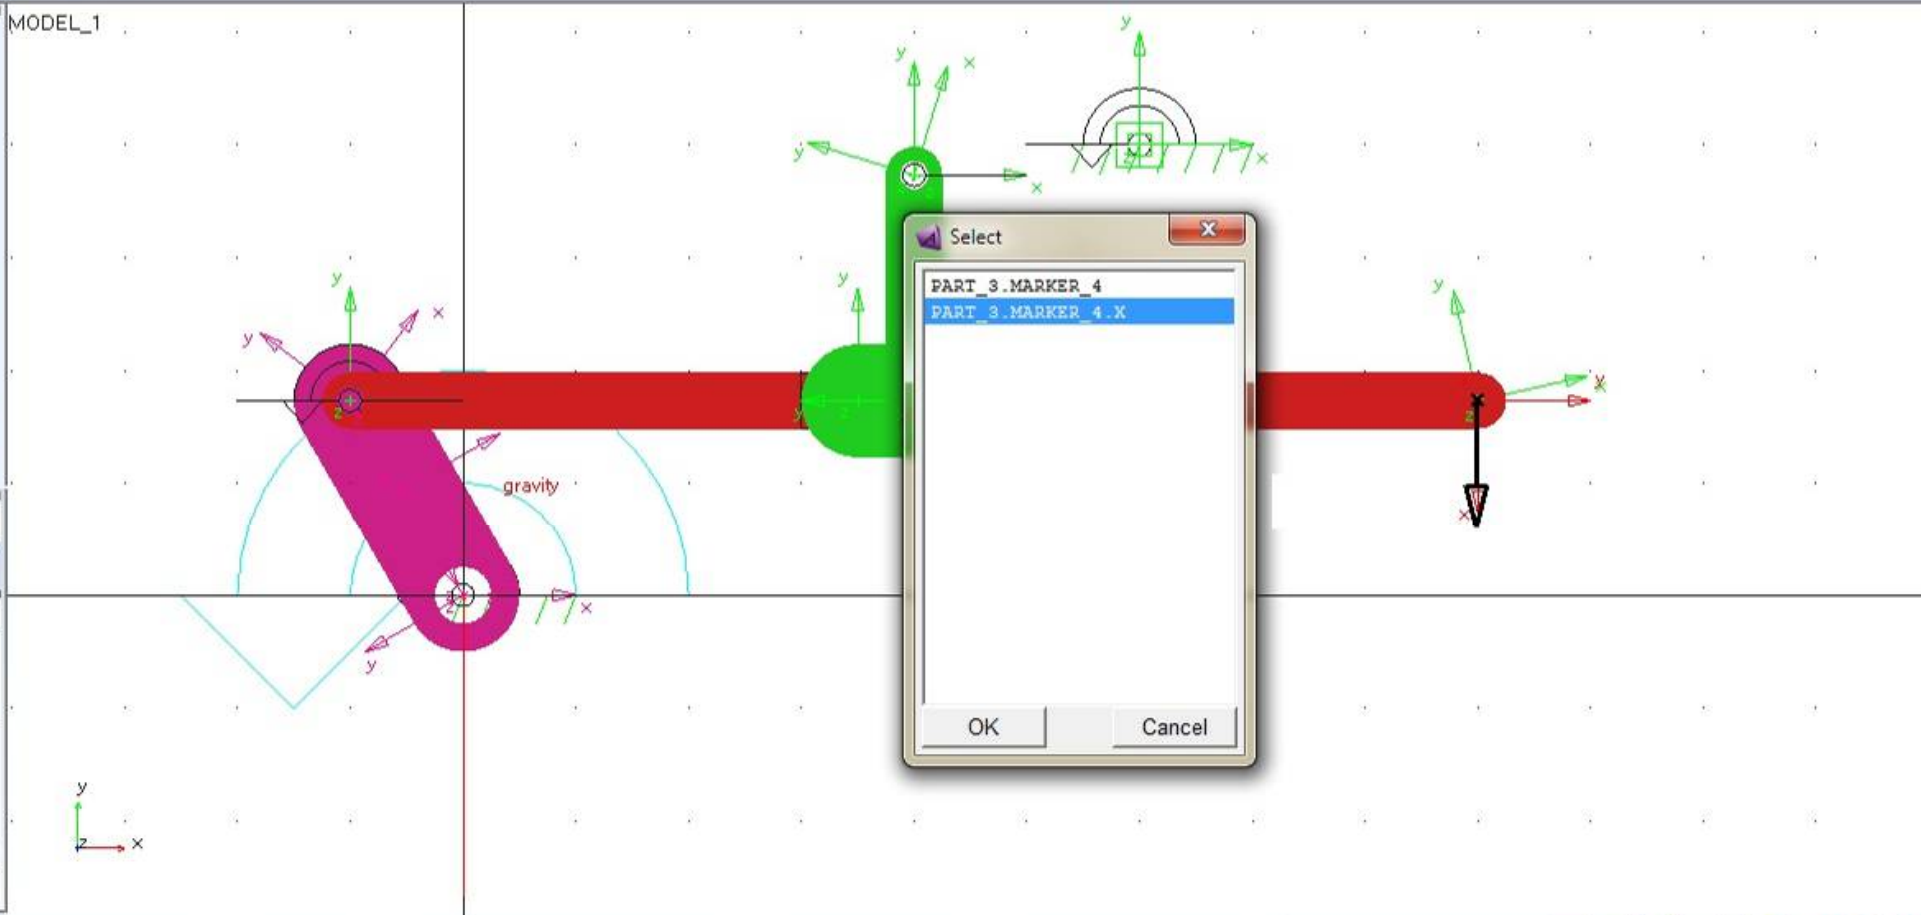 MODEL_1
y
y
x
y
x
z
x
y
Select
PART_3.MARKER_4
PART_3.MARKER_4.X
OK
Cancel
y
x
y
z
y
y
z
y
x
z
x
gravity
z
x
y
y
z
x